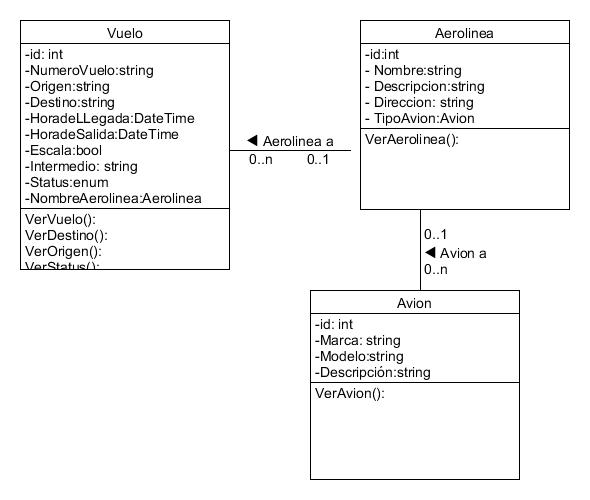 Vuelo
-id: int
-NumeroVuelo:string
-Origen:string
-Destino:string
-HoradeLLegada:DateTime
-HoradeSalida:DateTime
-Escala:bool
-Intermedio: string
-Status:enum
-NombreAerolinea:Aerolinea
VerVuelo():
VerDestino():
VerOrigen():
VerStatus():
◀ Aerolinea a
0..n 0..1
Aerolinea
-id:int
- Nombre:string
- Descripcion:string
- Direccion: string
- TipoAvion:Avion
VerAerolinea():
0..1
◀ Avion a
0..n
Avion
-id: int
-Marca: string
-Modelo:string
-Descripción:string
VerAvion():